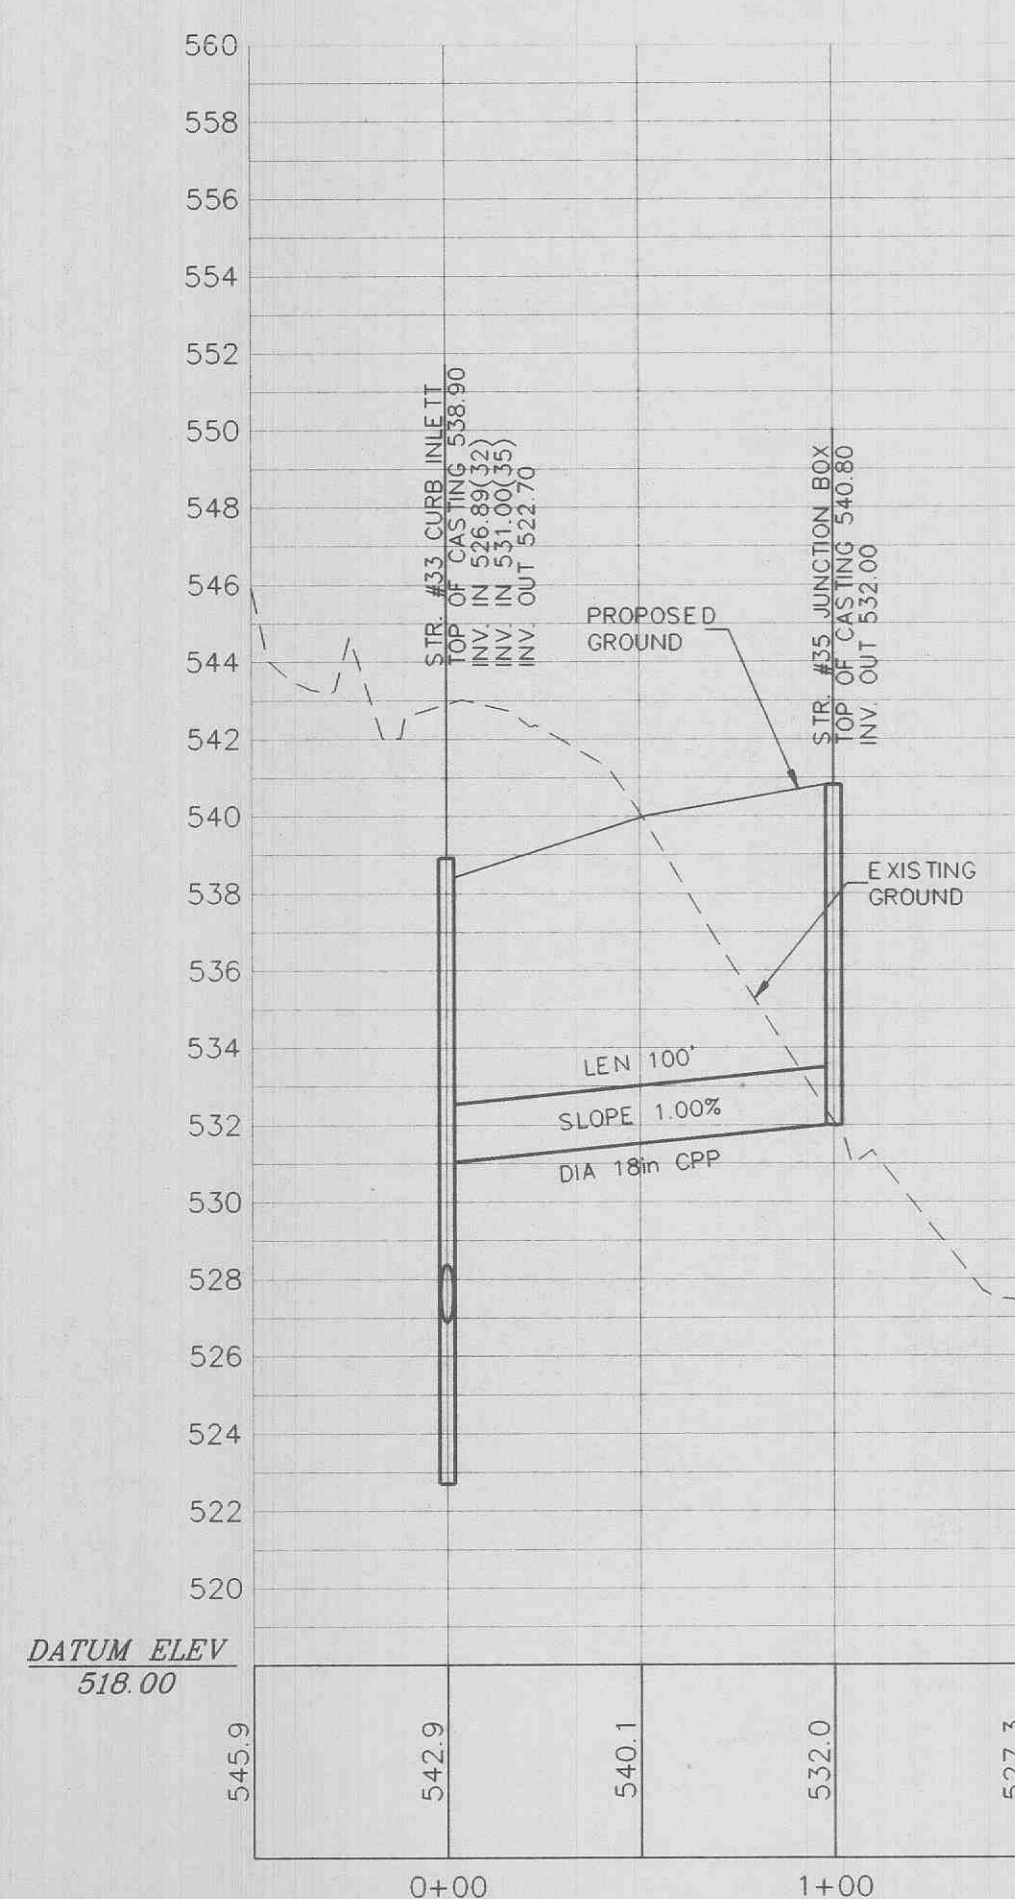 560
558
556
554
552
550
548
546
544
542
540
538
536
534
532
530
528
526
524
522
520
STR. #33 CURB INLETT
TOP OF CASTING 538.90
INV. IN 526.89(32)
INV. IN 531.00(35)
INV. OUT 522.70
PROPOSED
GROUND
STR. #35 JUNCTION BOX
TOP OF CASTING 540.80
INV. OUT 532.00
EXISTING
GROUND
LEN 100'
SLOPE 1.00%
DIA 18in CPP
DATUM ELEV
518.00
545.9
542.9
540.1
532.0
527.3
0+00
1+00